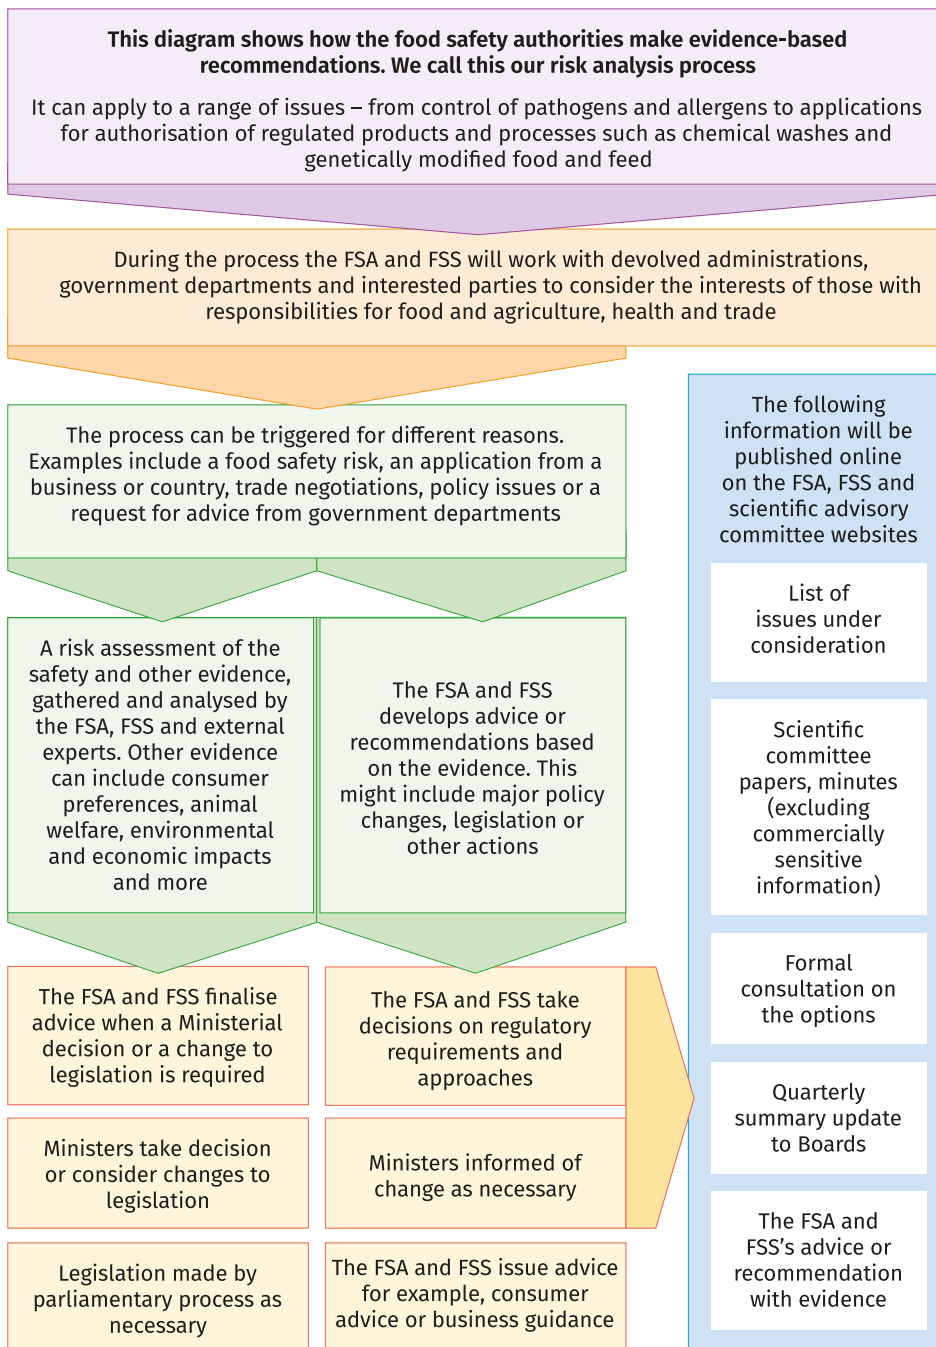 This diagram shows how the food safety authorities make evidence-based
recommendations. We call this our risk analysis process
It can apply to a range of issues – from control of pathogens and allergens to applications
for authorisation of regulated products and processes such as chemical washes and
genetically modified food and feed
During the process the FSA and FSS will work with devolved administrations,
government departments and interested parties to consider the interests of those with
responsibilities for food and agriculture, health and trade
The process can be triggered for different reasons.
Examples include a food safety risk, an application from a
business or country, trade negotiations, policy issues or a
request for advice from government departments
A risk assessment of the
safety and other evidence,
gathered and analysed by
the FSA, FSS and external
experts. Other evidence
can include consumer
preferences, animal
welfare, environmental
and economic impacts
and more
The FSA and FSS
develops advice or
recommendations based
on the evidence. This
might include major policy
changes, legislation or
other actions
The FSA and FSS finalise
advice when a Ministerial
decision or a change to
legislation is required
The FSA and FSS take
decisions on regulatory
requirements and
approaches
Ministers take decision
or consider changes to
legislation
Ministers informed of
change as necessary
Legislation made by
parliamentary process as
necessary
The FSA and FSS issue advice
for example, consumer
advice or business guidance
The following
information will be
published online
on the FSA, FSS and
scientific advisory
committee websites
List of
issues under
consideration
Scientific
committee
papers, minutes
(excluding
commercially
sensitive
information)
Formal
consultation on
the options
Quarterly
summary update
to Boards
The FSA and
FSS's advice or
recommendation
with evidence